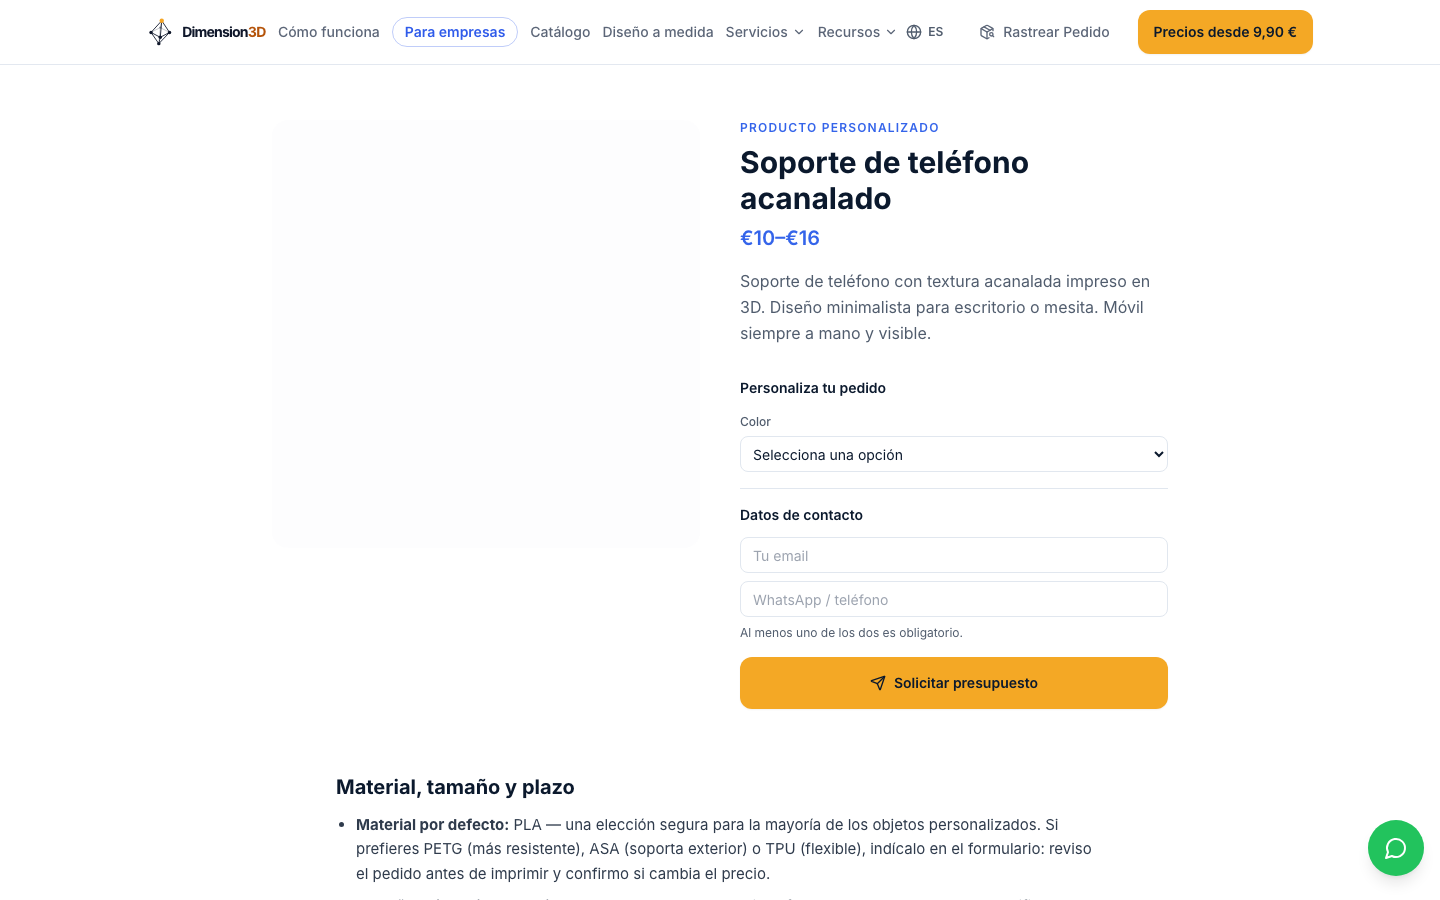 Dimension3D
Cómo funciona
Para empresas
Catálogo
Diseño a medida
Servicios
Recursos
ES
Rastrear Pedido
Precios desde 9,90 €
PRODUCTO PERSONALIZADO
Soporte de teléfono
acanalado
€10–€16
Soporte de teléfono con textura acanalada impreso en
3D. Diseño minimalista para escritorio o mesita. Móvil
siempre a mano y visible.
Personaliza tu pedido
Color
Selecciona una opción
Datos de contacto
Tu email
WhatsApp / teléfono
Al menos uno de los dos es obligatorio.
Solicitar presupuesto
Material, tamaño y plazo
• Material por defecto: PLA — una elección segura para la mayoría de los objetos personalizados. Si
prefieres PETG (más resistente), ASA (soporta exterior) o TPU (flexible), indícalo en el formulario: reviso
el pedido antes de imprimir y confirmo si cambia el precio.